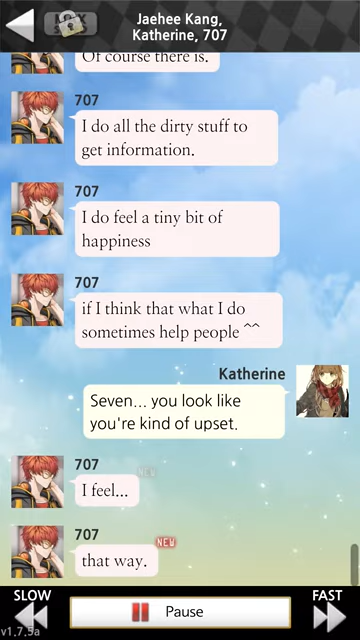 Jaehee Kang,
Katherine, 707
Of course there is.
707
I do all the dirty stuff to
get information.
707
I do feel a tiny bit of
happiness
707
if I think that what I do
sometimes help people ^^
Katherine
Seven... you look like
you're kind of upset.
707
NEW
I feel...
707
NEW
that way.
SLOW
Pause
FAST
v1.7.5a